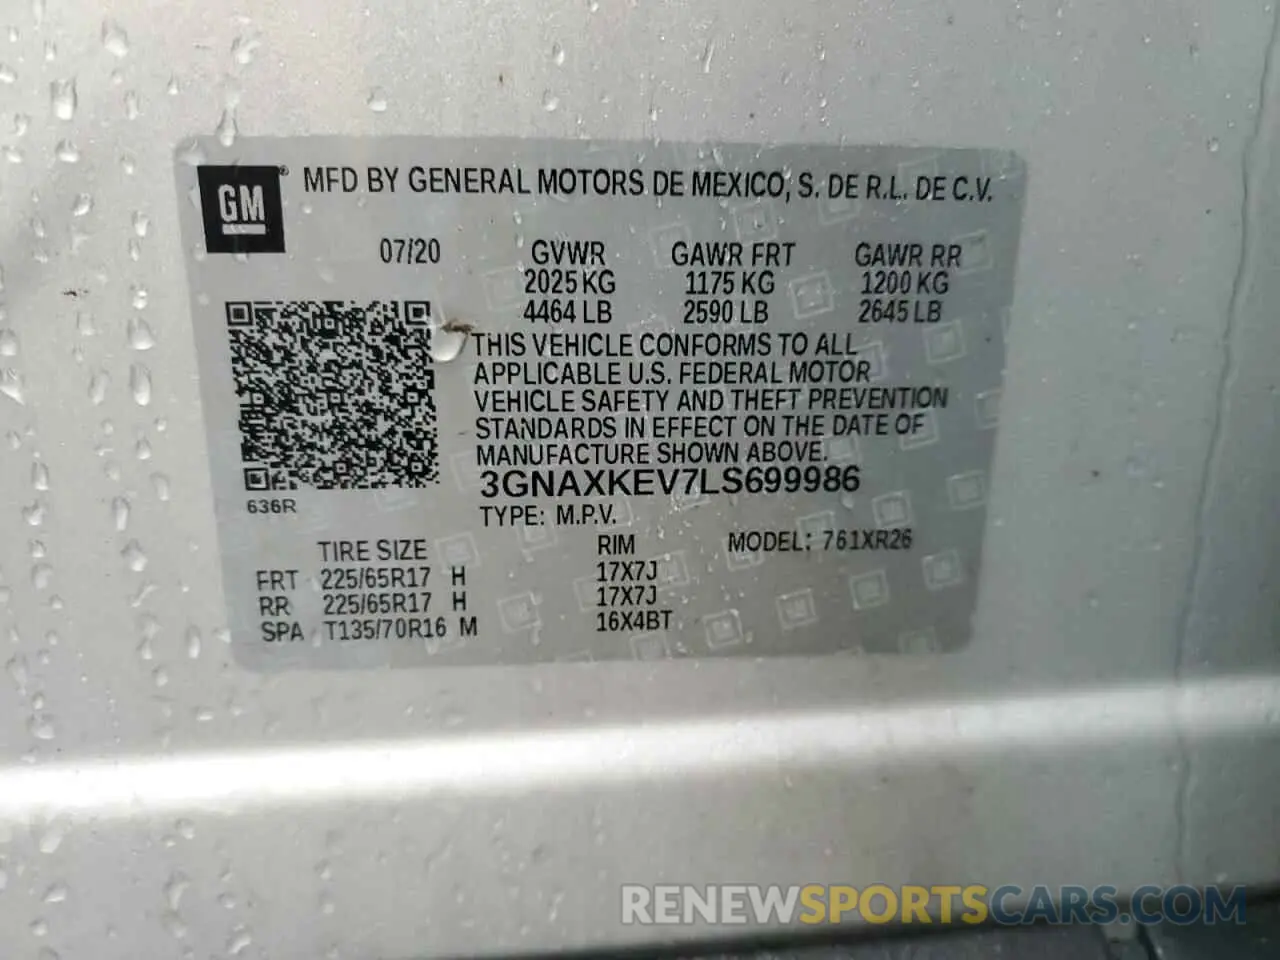 GM® MFD BY GENERAL MOTORS DE MEXICO, S. DE R.L. DE C.V.
07/20 GVWR GAWR FRT GAWR RR
2025 KG 1175 KG 1200 KG
4464 LB 2590 LB 2645 LB
THIS VEHICLE CONFORMS TO ALL
APPLICABLE U.S. FEDERAL MOTOR
VEHICLE SAFETY AND THEFT PREVENTION
STANDARDS IN EFFECT ON THE DATE OF
MANUFACTURE SHOWN ABOVE.
3GNAXKEV7LS699986
636R
TYPE: M.P.V.
TIRE SIZE RIM MODEL: 761XR26
FRT 225/65R17 H 17X7J
RR 225/65R17 H 17X7J
SPA T135/70R16 M 16X4BT
RENEWSPORTSCARS.COM